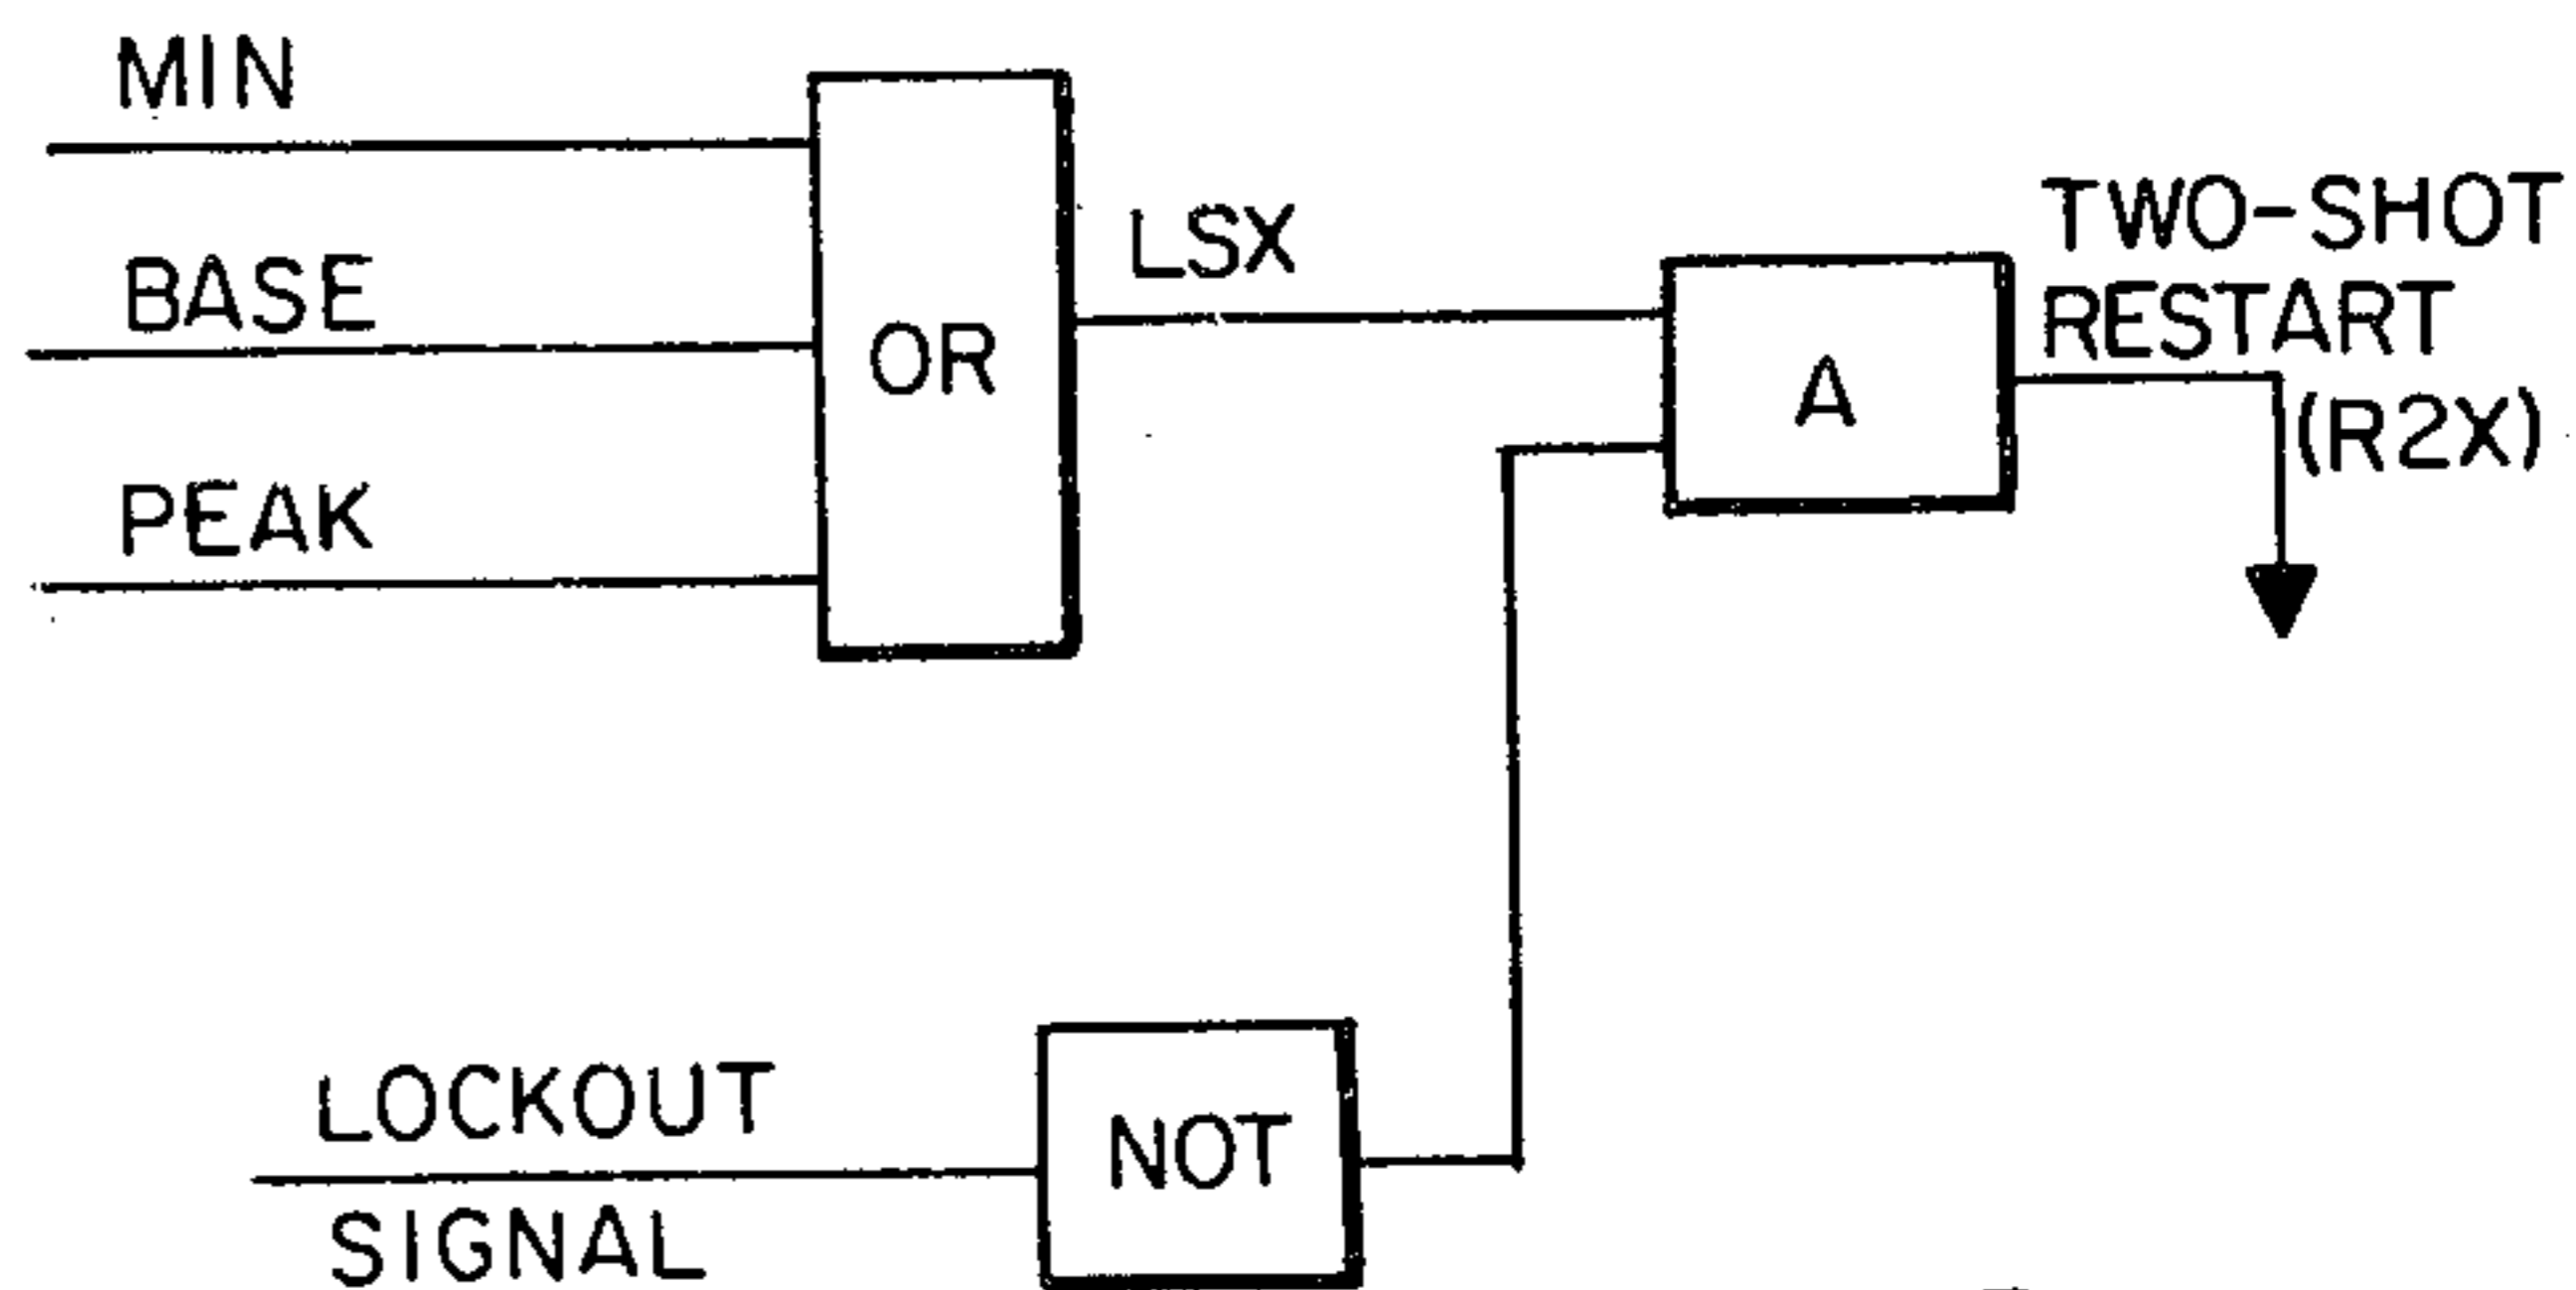 MIN
BASE
PEAK
OR
LSX
A
TWO-SHOT
RESTART
(R2X)
LOCKOUT
SIGNAL
NOT